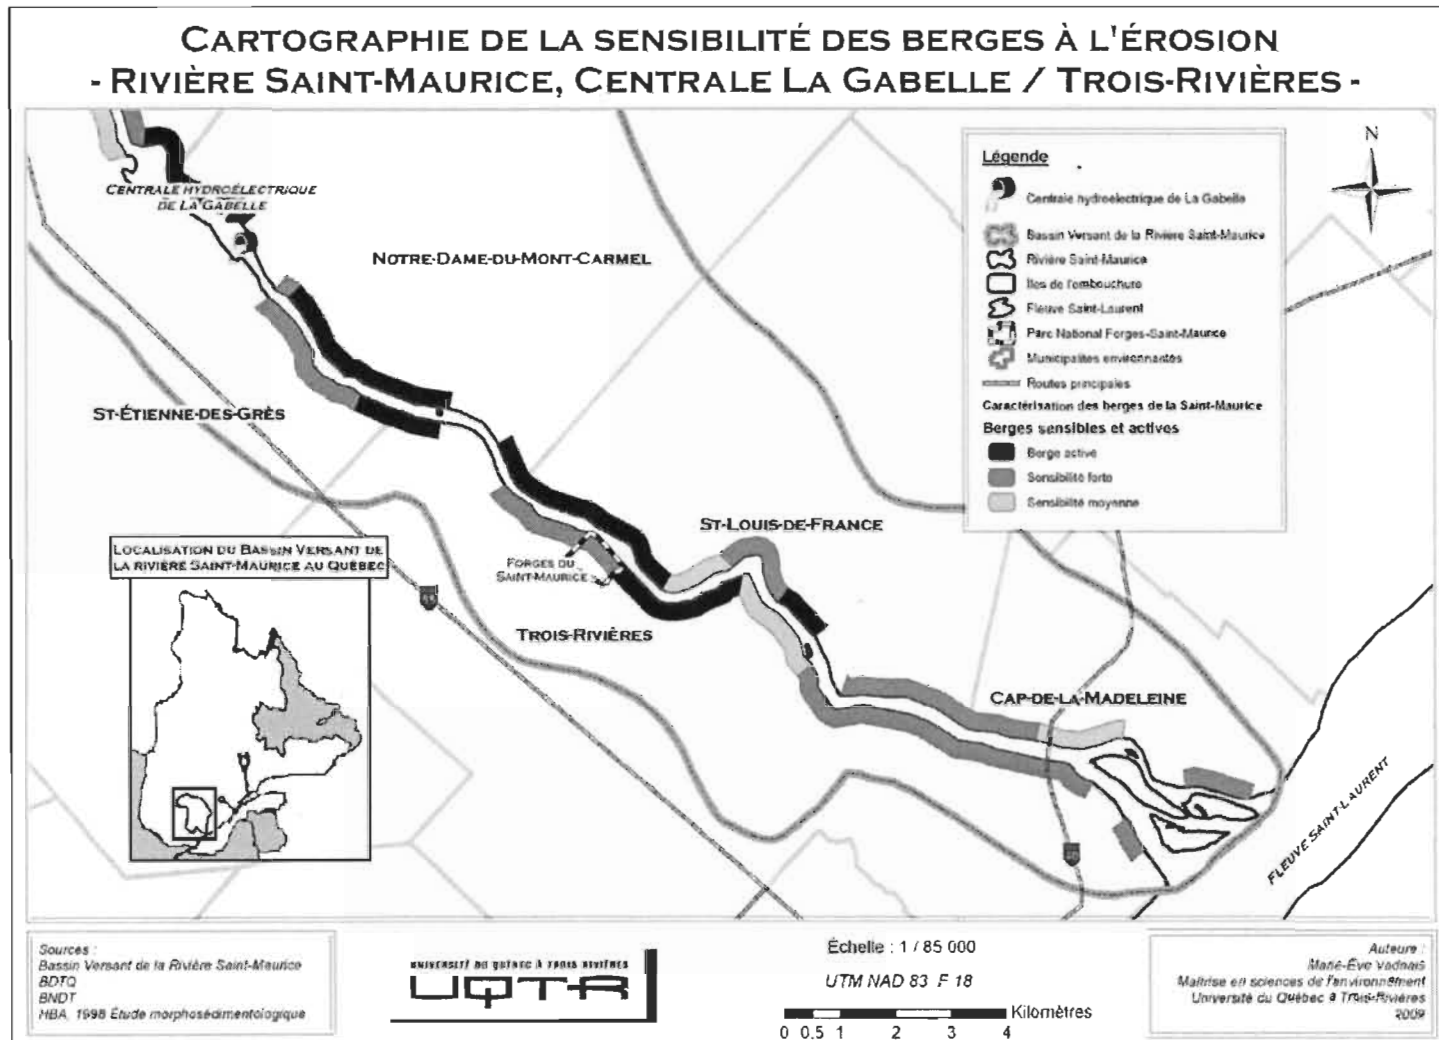 CARTOGRAPHIE DE LA SENSIBILITÉ DES BERGES À L'ÉROSION
- RIVIÈRE SAINT-MAURICE, CENTRALE LA GABELLE / TROIS-RIVIÈRES -
CENTRALE HYDROÉLECTRIQUE
DE LA GABELLE
NOTRE-DAME-DU-MONT-CARMEL
ST-ÉTIENNE-DES-GRÈS
ST-LOUIS-DE-FRANCE
FORGES DU
SAINT-MAURICE
TROIS-RIVIÈRES
CAP-DE-LA-MADELEINE
FLEUVE SAINT-LAURENT
55
40
N
Légende
Centrale hydroelectrique de La Gabelle
Bassin Versant de la Rivière Saint-Maurice
Rivière Saint-Maurice
Îles de l'embouchure
Fleuve Saint-Laurent
Parc National Forges-Saint-Maurice
Municipalités environnantes
Routes principales
Caractérisation des berges de la Saint-Maurice
Berges sensibles et actives
Berge active
Sensibilité forte
Sensibilité moyenne
LOCALISATION DU BASSIN VERSANT DE
LA RIVIÈRE SAINT-MAURICE AU QUÉBEC
Sources :
Bassin Versant de la Rivière Saint-Maurice
BDTQ
BNDT
HBA, 1998 Étude morphosédimentologique
UNIVERSITÉ DU QUÉBEC À TROIS-RIVIÈRES
UQTR
Échelle : 1 / 85 000
UTM NAD 83 F 18
Kilomètres
0 0,5 1 2 3 4
Auteure :
Marie-Ève Vadnais
Maîtrise en sciences de l'environnement
Université du Québec à Trois-Rivières
2009